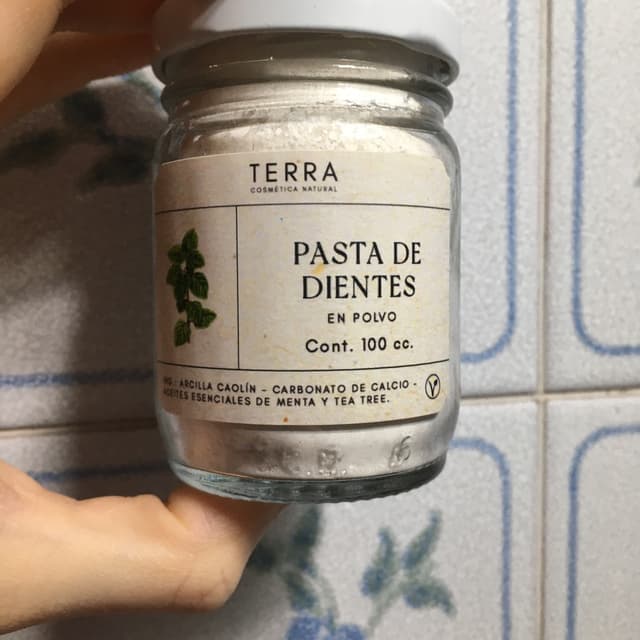 TERRA
COSMÉTICA NATURAL
PASTA DE
DIENTES
EN POLVO
Cont. 100 cc.
ING.: ARCILLA CAOLÍN - CARBONATO DE CALCIO -
ACEITES ESENCIALES DE MENTA Y TEA TREE.